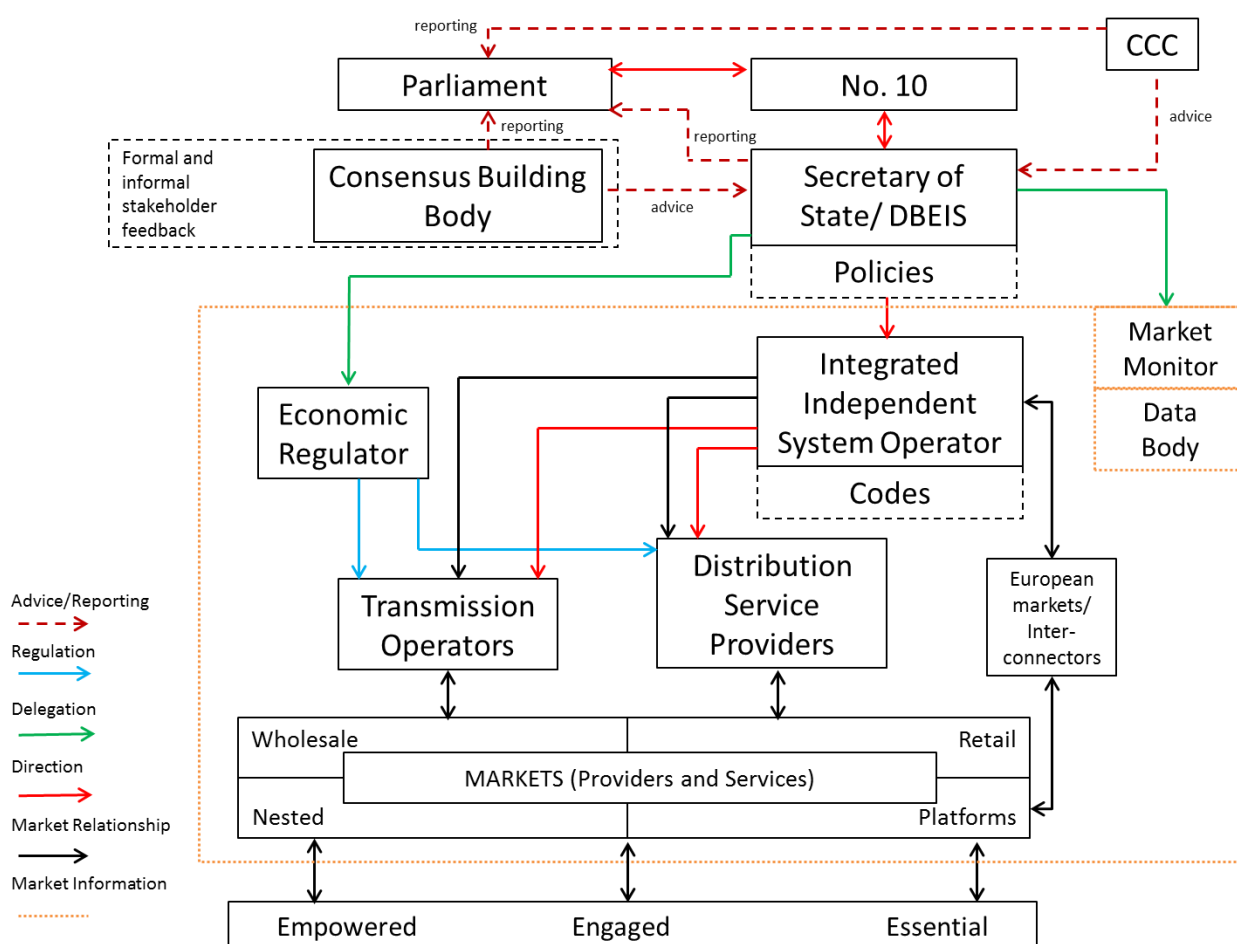 reporting
CCC
Parliament
No. 10
reporting
reporting
advice
Formal and
informal
stakeholder
feedback
Consensus Building
Body
advice
Secretary of
State/ DBEIS
Policies
Market
Monitor
Data
Body
Integrated
Independent
System Operator
Codes
Economic
Regulator
Distribution
Service
Providers
European
markets/
Inter-
connectors
Transmission
Operators
Advice/Reporting
Regulation
Delegation
Direction
Market Relationship
Market Information
Wholesale
Retail
MARKETS (Providers and Services)
Nested
Platforms
Empowered
Engaged
Essential